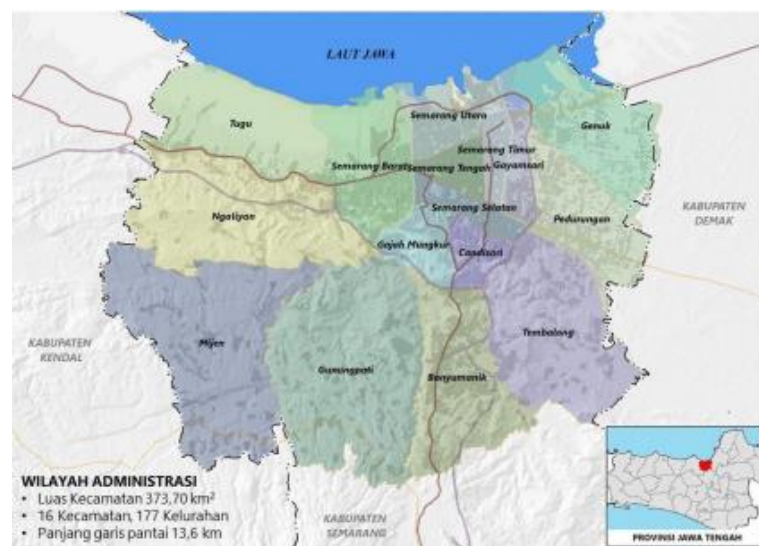 LAUT JAWA
Tugu
Semarang Utara
Genuk
Semarang Timur
Semarang Barat
Semarang Tengah
Gayamsari
Ngaliyan
Semarang Selatan
Pedurungan
KABUPATEN
DEMAK
Gajah Mungkur
Candisari
KABUPATEN
KENDAL
Mijen
Gunungpati
Banyumanik
Tembalang
WILAYAH ADMINISTRASI
• Luas Kecamatan 373,70 km²
• 16 Kecamatan, 177 Kelurahan
• Panjang garis pantai 13,6 km
KABUPATEN
SEMARANG
PROVINSI JAWA TENGAH